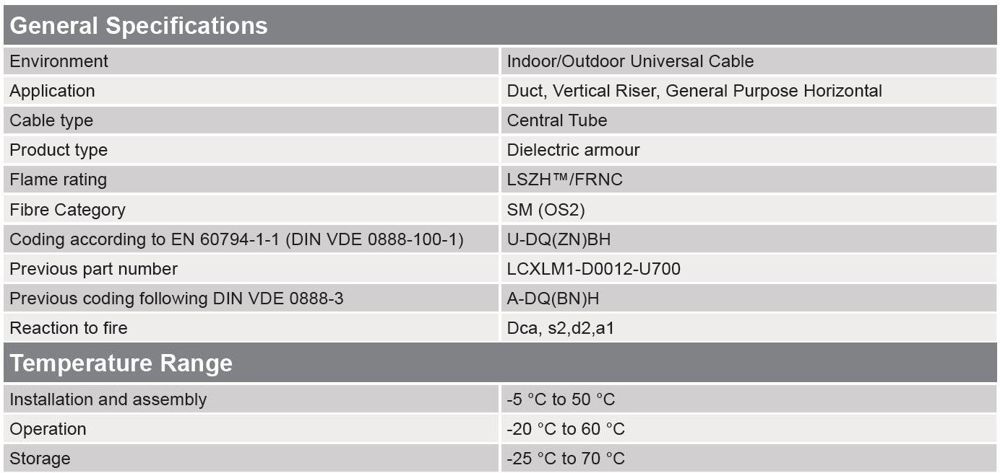 General Specifications
Environment Indoor/Outdoor Universal Cable
Application Duct, Vertical Riser, General Purpose Horizontal
Cable type Central Tube
Product type Dielectric armour
Flame rating LSZH™/FRNC
Fibre Category SM (OS2)
Coding according to EN 60794-1-1 (DIN VDE 0888-100-1) U-DQ(ZN)BH
Previous part number LCXLM1-D0012-U700
Previous coding following DIN VDE 0888-3 A-DQ(BN)H
Reaction to fire Dca, s2,d2,a1
Temperature Range
Installation and assembly -5 °C to 50 °C
Operation -20 °C to 60 °C
Storage -25 °C to 70 °C